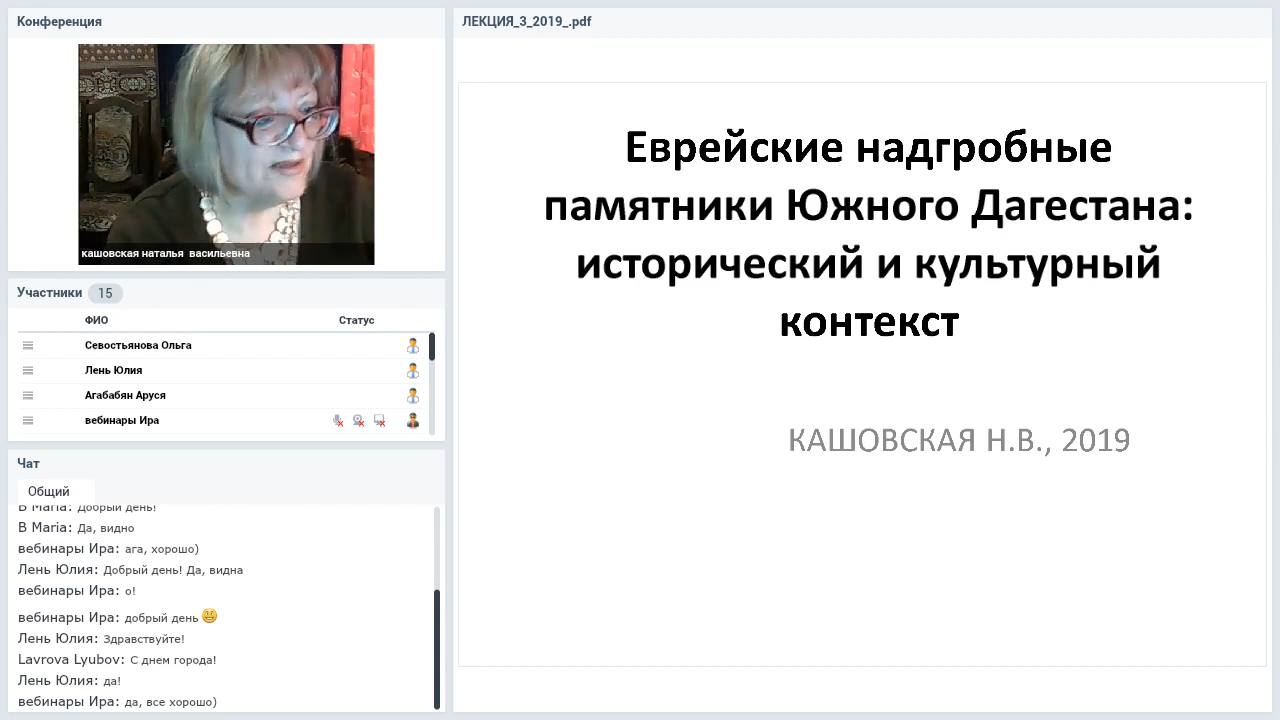 Конференция
кашовская наталья васильевна
Участники 15
ФИО Статус
Севостьянова Ольга
Лень Юлия
Агабабян Аруся
вебинары Ира
Чат
Общий
B Maria: Добрый день!
B Maria: Да, видно
вебинары Ира: ага, хорошо)
Лень Юлия: Добрый день! Да, видна
вебинары Ира: о!
вебинары Ира: добрый день
Лень Юлия: Здравствуйте!
Lavrova Lyubov: С днем города!
Лень Юлия: да!
вебинары Ира: да, все хорошо)
ЛЕКЦИЯ_3_2019_.pdf
Еврейские надгробные
памятники Южного Дагестана:
исторический и культурный
контекст
КАШОВСКАЯ Н.В., 2019